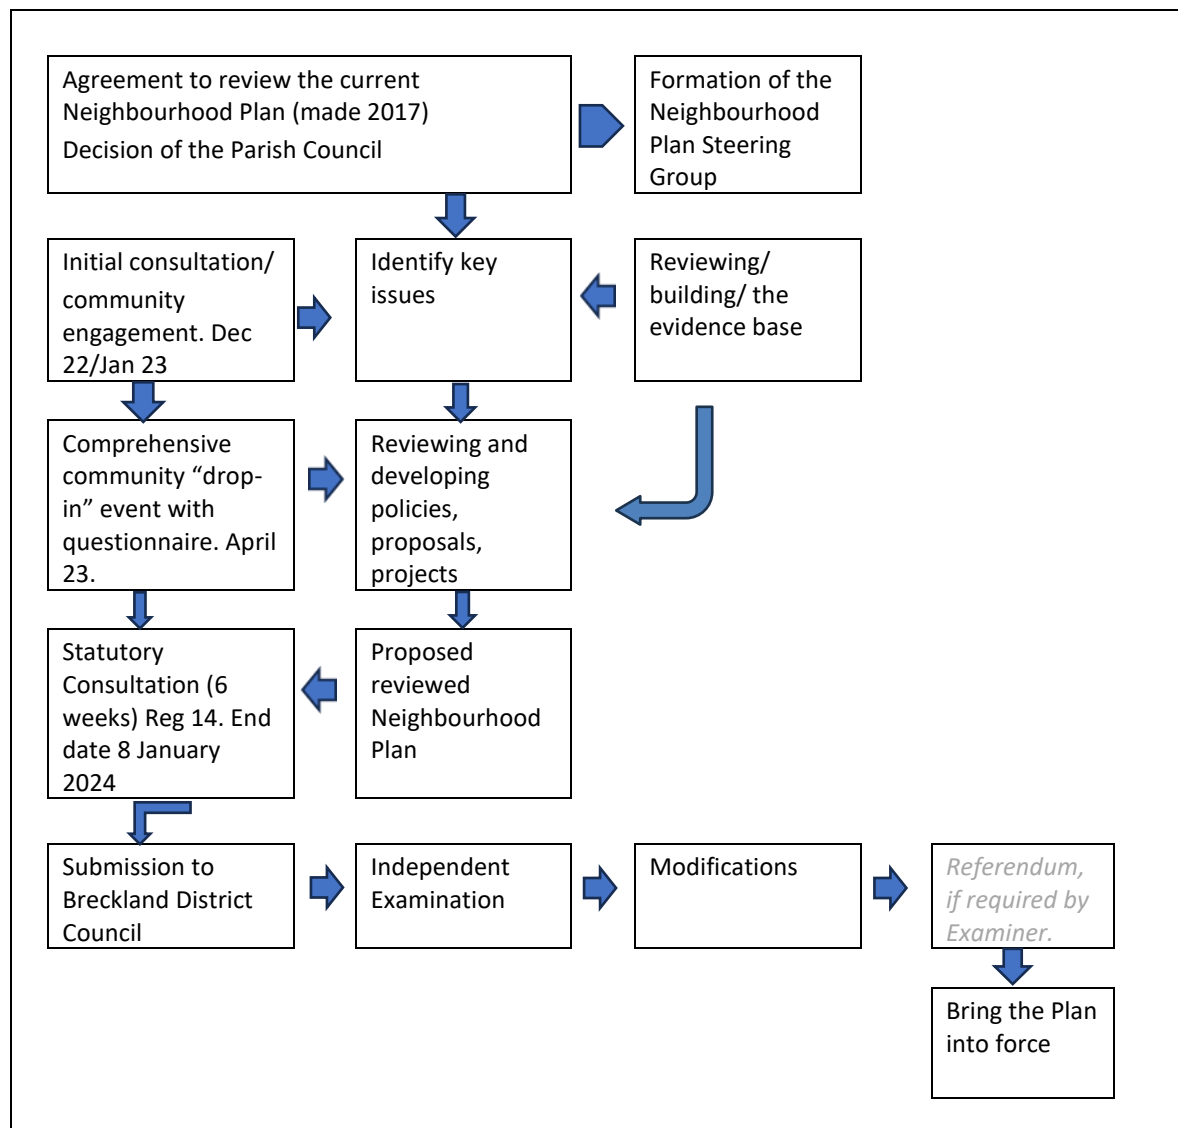 Agreement to review the current
Neighbourhood Plan (made 2017)
Decision of the Parish Council
Formation of the
Neighbourhood
Plan Steering
Group
Initial consultation/
community
engagement. Dec
22/Jan 23
Identify key
issues
Reviewing/
building/ the
evidence base
Comprehensive
community “drop-
in” event with
questionnaire. April
23.
Reviewing and
developing
policies,
proposals,
projects
Statutory
Consultation (6
weeks) Reg 14. End
date 8 January
2024
Proposed
reviewed
Neighbourhood
Plan
Submission to
Breckland District
Council
Independent
Examination
Modifications
Referendum,
if required by
Examiner.
Bring the Plan
into force